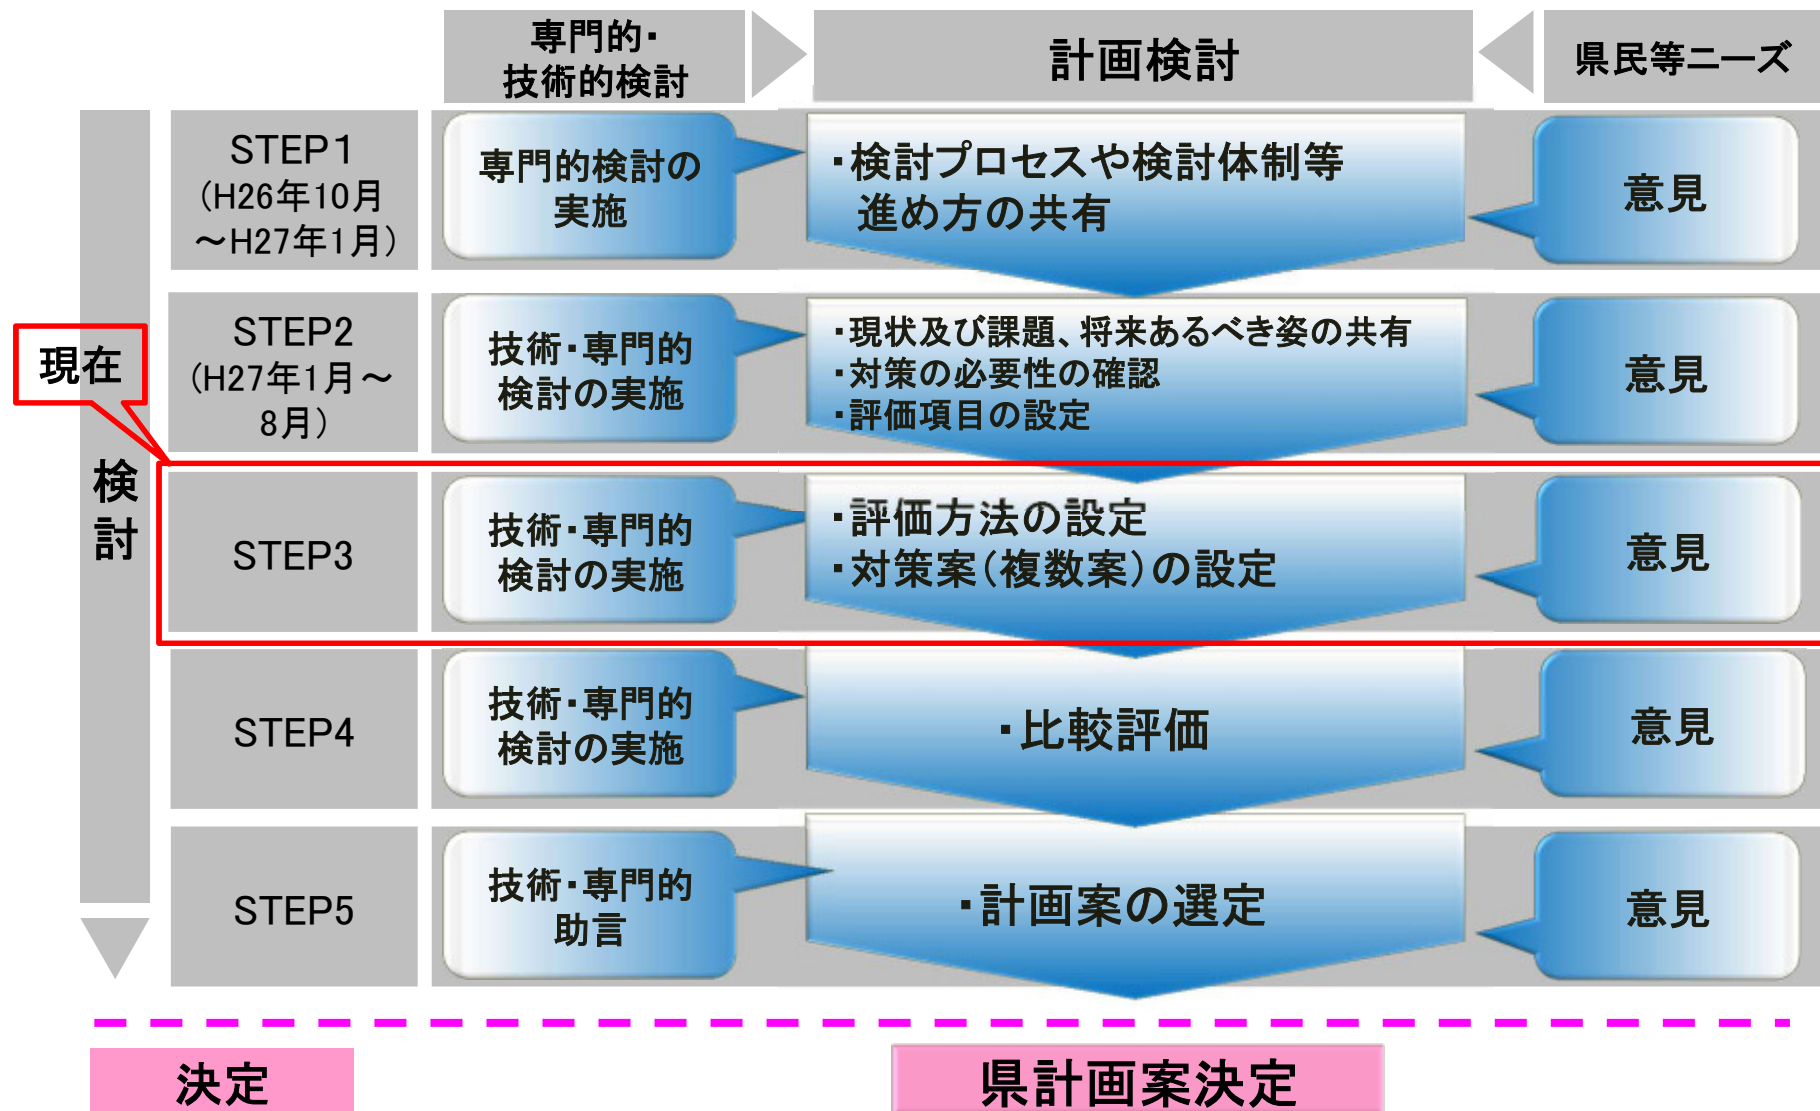 専門的・
技術的検討
計画検討
県民等ニーズ
検討
現在
STEP1
(H26年10月
～H27年1月)
専門的検討の
実施
・検討プロセスや検討体制等
進め方の共有
意見
STEP2
(H27年1月～
8月)
技術・専門的
検討の実施
・現状及び課題、将来あるべき姿の共有
・対策の必要性の確認
・評価項目の設定
意見
STEP3
技術・専門的
検討の実施
・評価方法の設定
・対策案(複数案)の設定
意見
STEP4
技術・専門的
検討の実施
・比較評価
意見
STEP5
技術・専門的
助言
・計画案の選定
意見
決定
県計画案決定